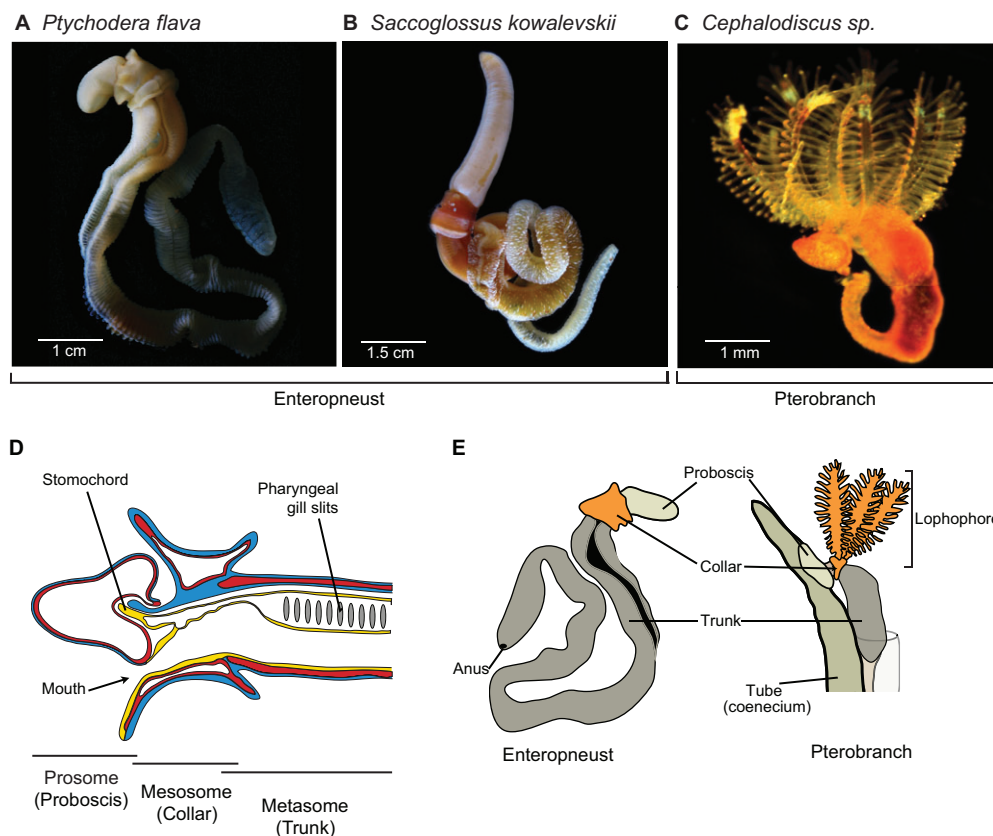 A Ptychodera flava
B Saccoglossus kowalevskii
C Cephalodiscus sp.
1 cm
1.5 cm
1 mm
Enteropneust
Pterobranch
D
Stomochord
Pharyngeal
gill slits
Mouth
Prosome
(Proboscis)
Mesosome
(Collar)
Metasome
(Trunk)
E
Proboscis
Lophophore
Collar
Trunk
Anus
Tube
(coenecium)
Enteropneust
Pterobranch